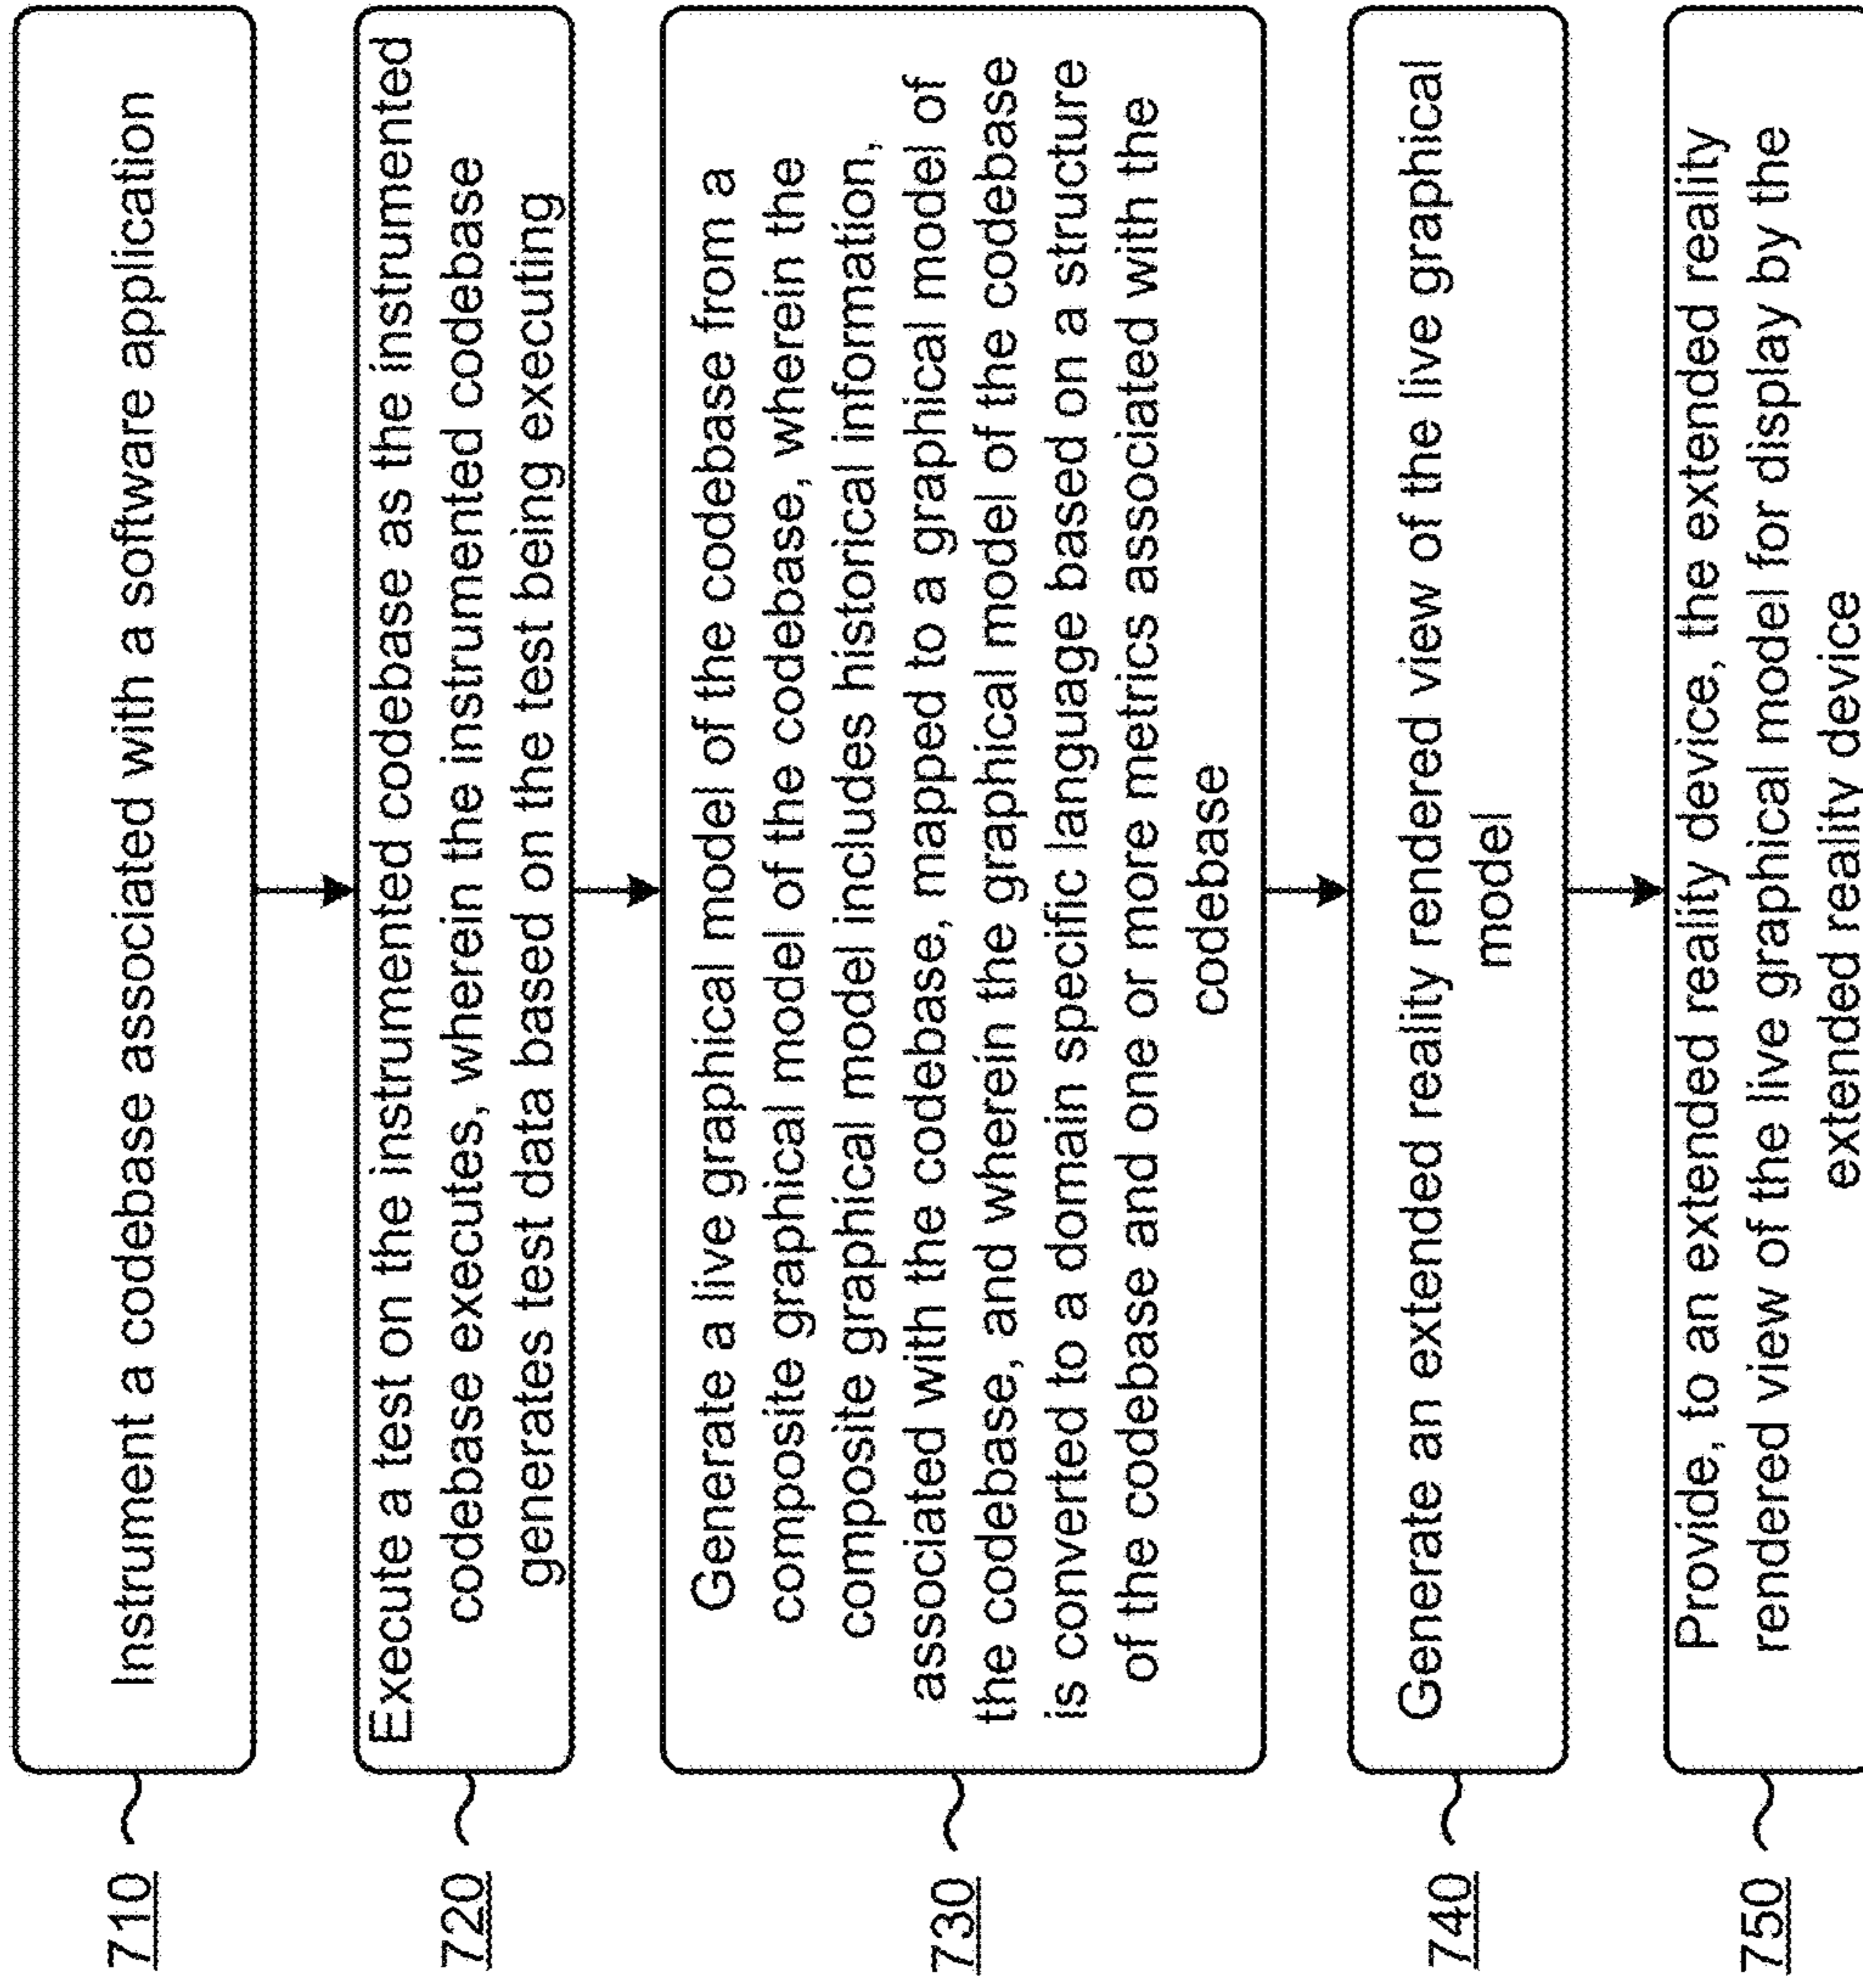 710
Instrument a codebase associated with a software application
720
Execute a test on the instrumented codebase as the instrumented
codebase executes, wherein the instrumented codebase
generates test data based on the test being executing
730
Generate a live graphical model of the codebase from a
composite graphical model of the codebase, wherein the
composite graphical model includes historical information,
associated with the codebase, mapped to a graphical model of
the codebase, and wherein the graphical model of the codebase
is converted to a domain specific language based on a structure
of the codebase and one or more metrics associated with the
codebase
740
Generate an extended reality rendered view of the live graphical
model
750
Provide, to an extended reality device, the extended reality
rendered view of the live graphical model for display by the
extended reality device